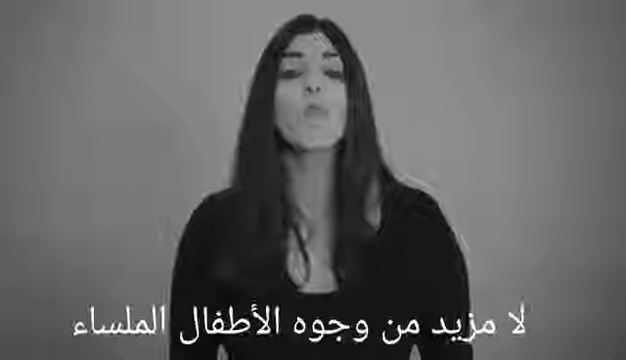 لا مزيد من وجوه الأطفال الملساء